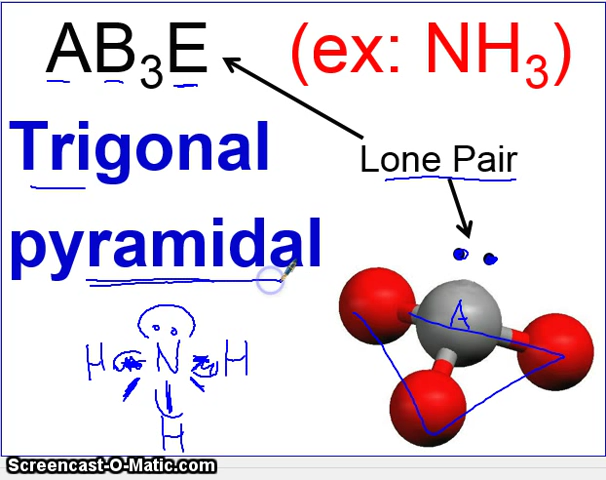 AB₃E (ex: NH₃)
Trigonal
Lone Pair
pyramidal
A
H N H
H
Screencast-O-Matic.com